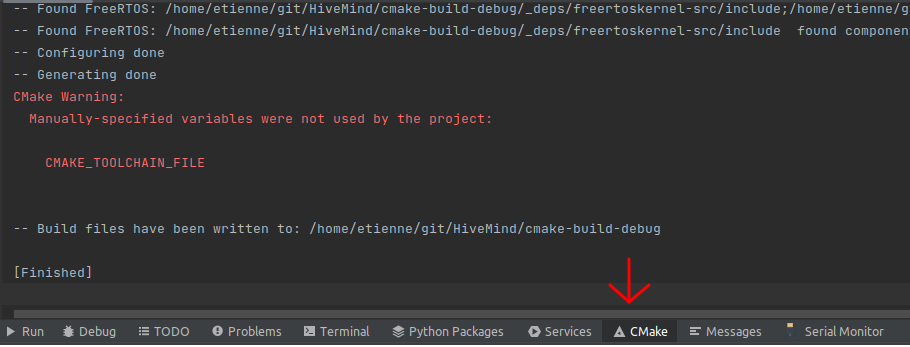 -- Found FreeRTOS: /home/etienne/git/HiveMind/cmake-build-debug/_deps/freertoskernel-src/include;/home/etienne/g
-- Found FreeRTOS: /home/etienne/git/HiveMind/cmake-build-debug/_deps/freertoskernel-src/include  found component
-- Configuring done
-- Generating done
CMake Warning:
  Manually-specified variables were not used by the project:
    CMAKE_TOOLCHAIN_FILE
-- Build files have been written to: /home/etienne/git/HiveMind/cmake-build-debug
[Finished]
Run Debug TODO Problems Terminal Python Packages Services CMake Messages Serial Monitor